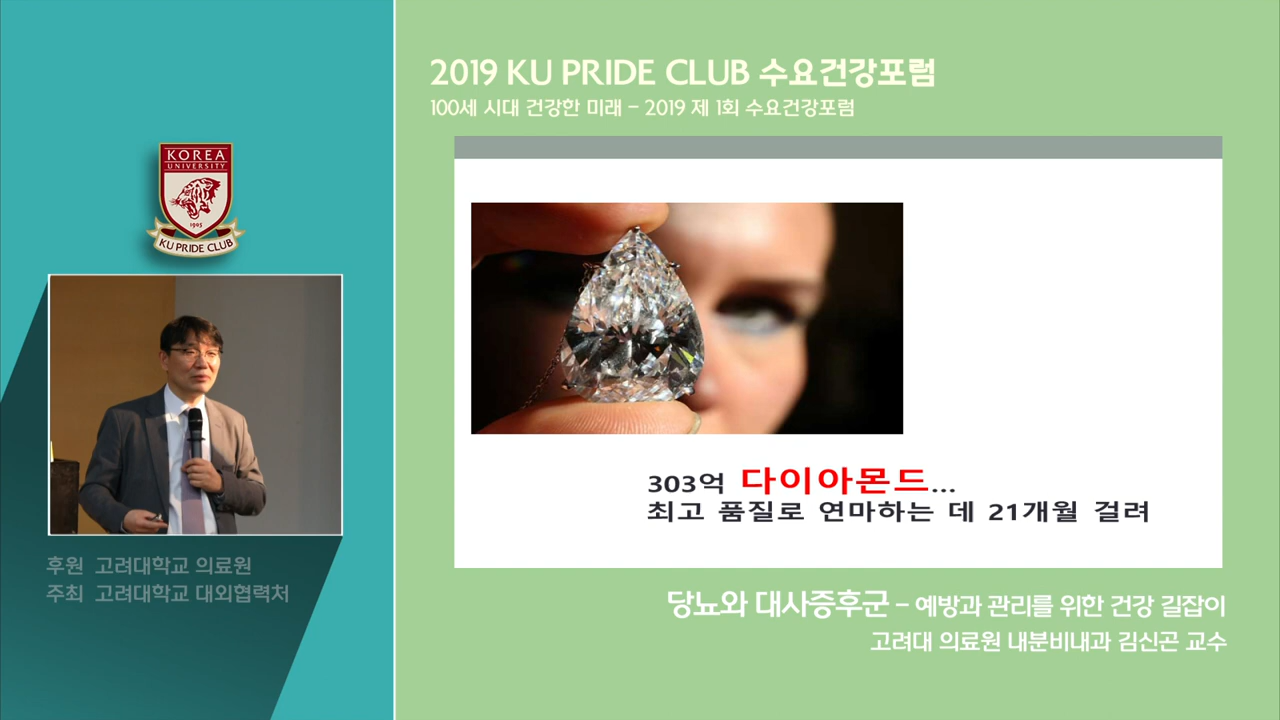 2019 KU PRIDE CLUB 수요건강포럼
100세 시대 건강한 미래 – 2019 제 1회 수요건강포럼
KOREA
UNIVERSITY
1905
KU PRIDE CLUB
303억 다이아몬드...
최고 품질로 연마하는 데 21개월 걸려
후원 고려대학교 의료원
주최 고려대학교 대외협력처
당뇨와 대사증후군 – 예방과 관리를 위한 건강 길잡이
고려대 의료원 내분비내과 김신곤 교수